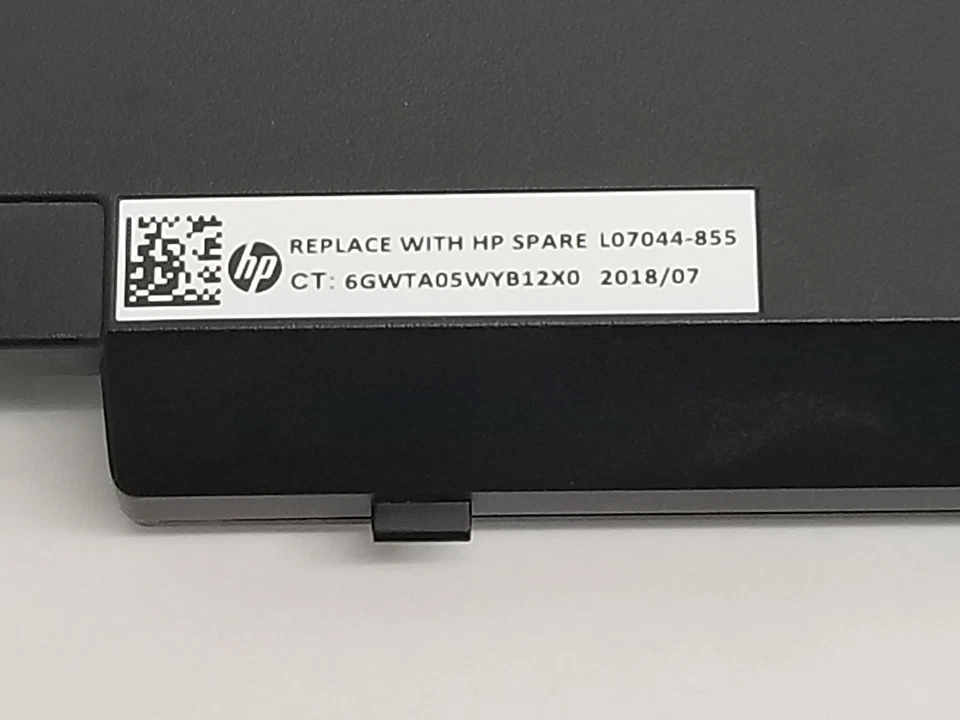 hp
REPLACE WITH HP SPARE L07044-855
CT: 6GWTA05WYB12X0 2018/07